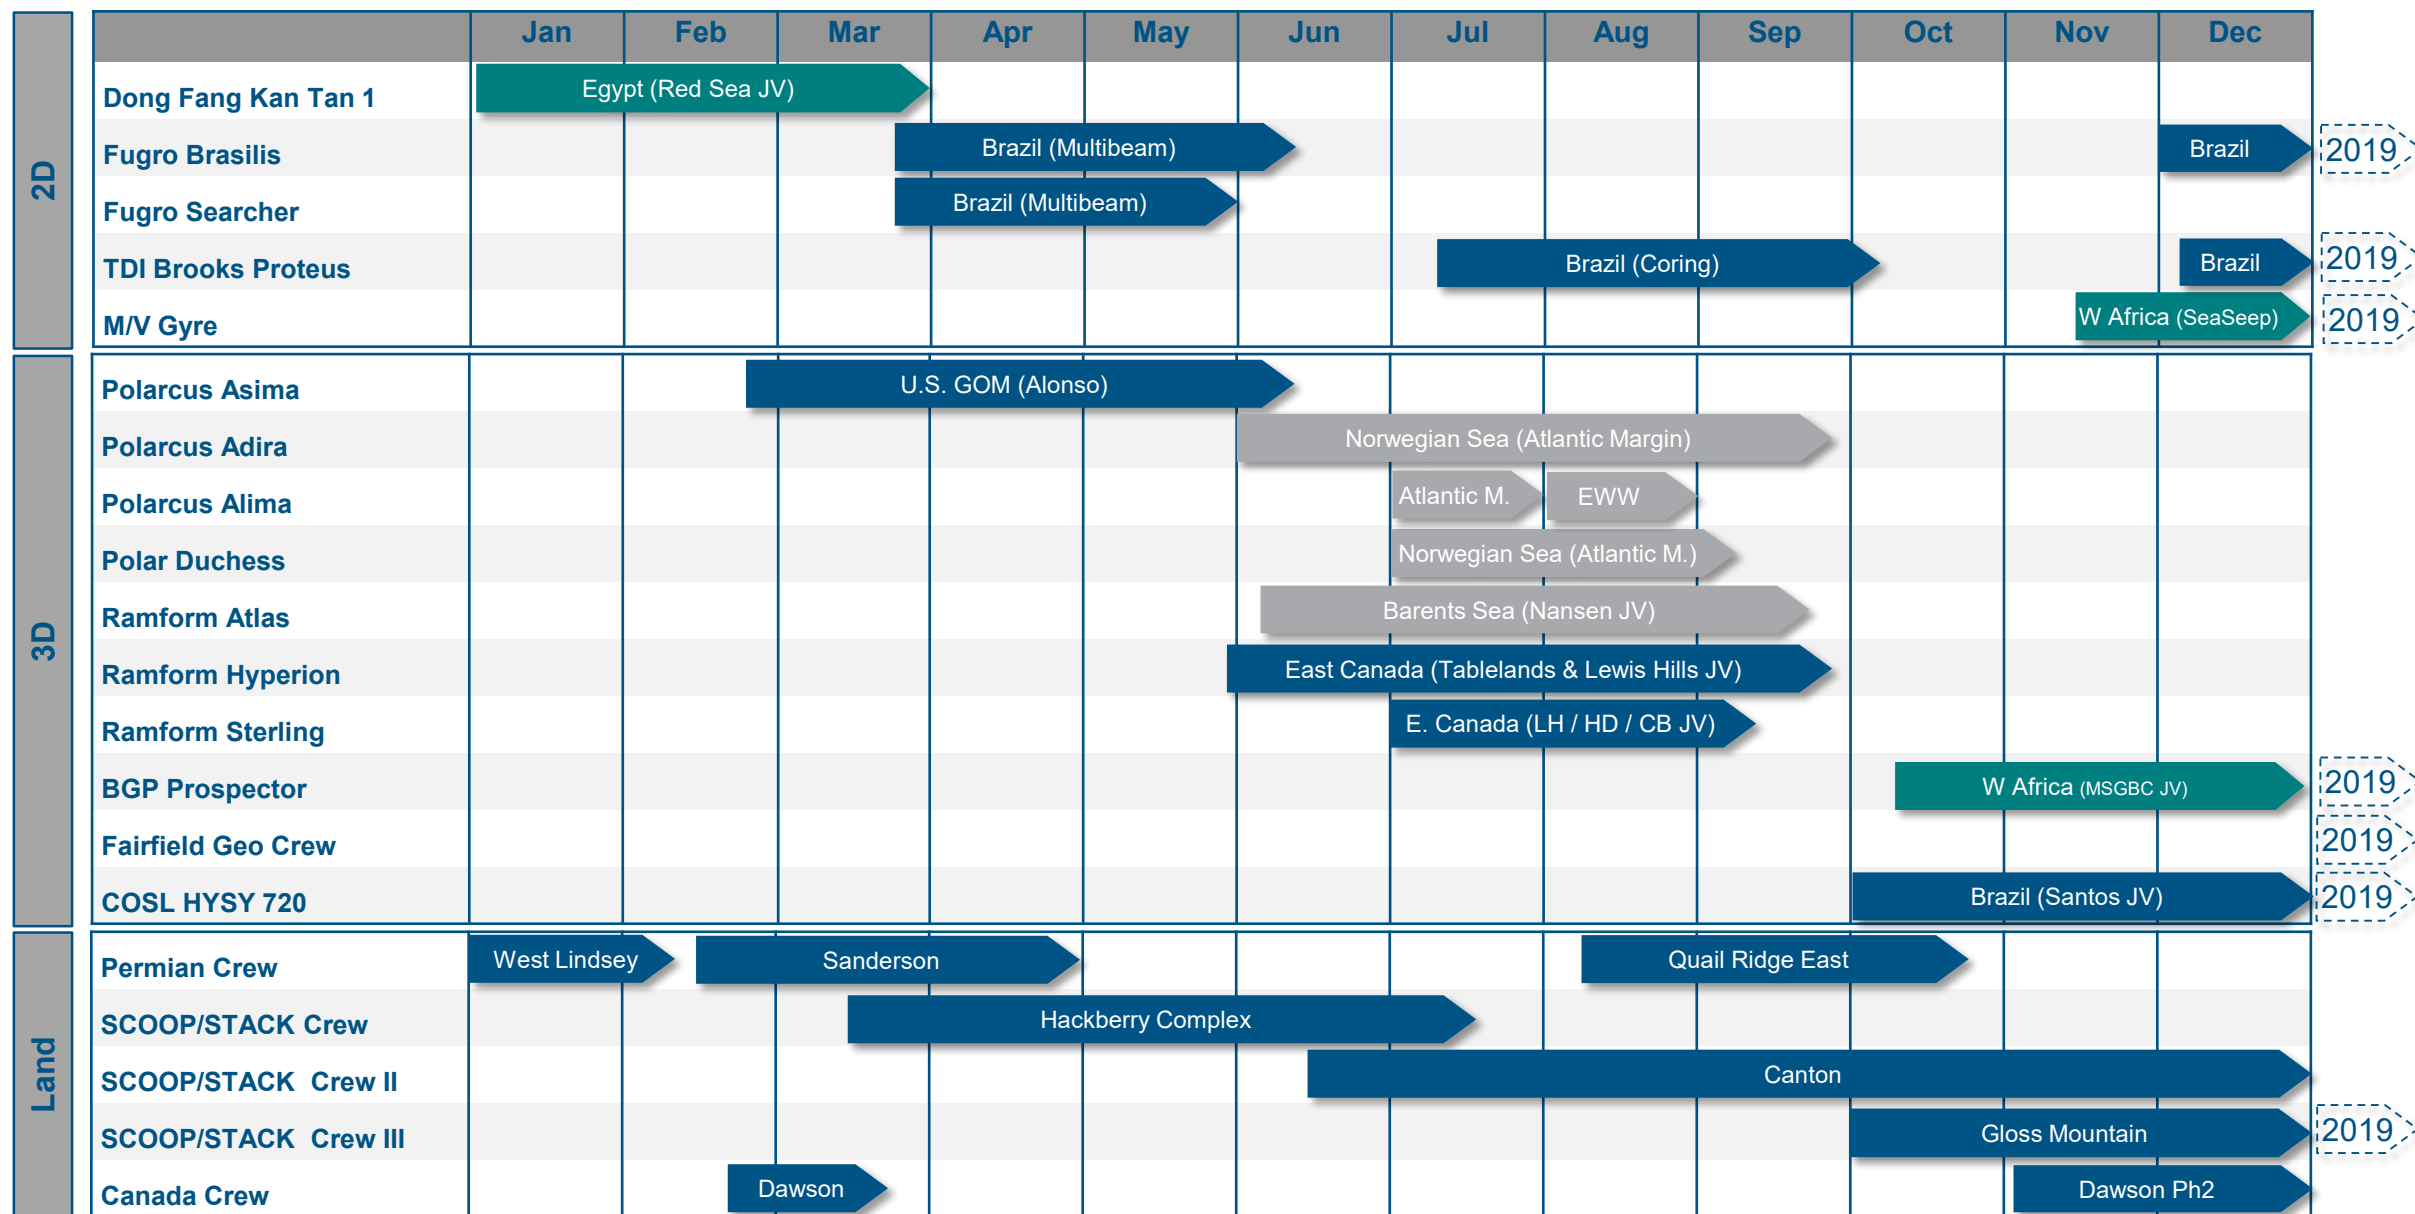 Jan Feb Mar Apr May Jun Jul Aug Sep Oct Nov Dec
2D
Dong Fang Kan Tan 1 Egypt (Red Sea JV)
Fugro Brasilis Brazil (Multibeam) Brazil 2019
Fugro Searcher Brazil (Multibeam)
TDI Brooks Proteus Brazil (Coring) Brazil 2019
M/V Gyre W Africa (SeaSeep) 2019
3D
Polarcus Asima U.S. GOM (Alonso)
Polarcus Adira Norwegian Sea (Atlantic Margin)
Polarcus Alima Atlantic M. EWW
Polar Duchess Norwegian Sea (Atlantic M.)
Ramform Atlas Barents Sea (Nansen JV)
Ramform Hyperion East Canada (Tablelands & Lewis Hills JV)
Ramform Sterling E. Canada (LH / HD / CB JV)
BGP Prospector W Africa (MSGBC JV) 2019
Fairfield Geo Crew 2019
COSL HYSY 720 Brazil (Santos JV) 2019
Land
Permian Crew West Lindsey Sanderson Quail Ridge East
SCOOP/STACK Crew Hackberry Complex
SCOOP/STACK Crew II Canton
SCOOP/STACK Crew III Gloss Mountain 2019
Canada Crew Dawson Dawson Ph2